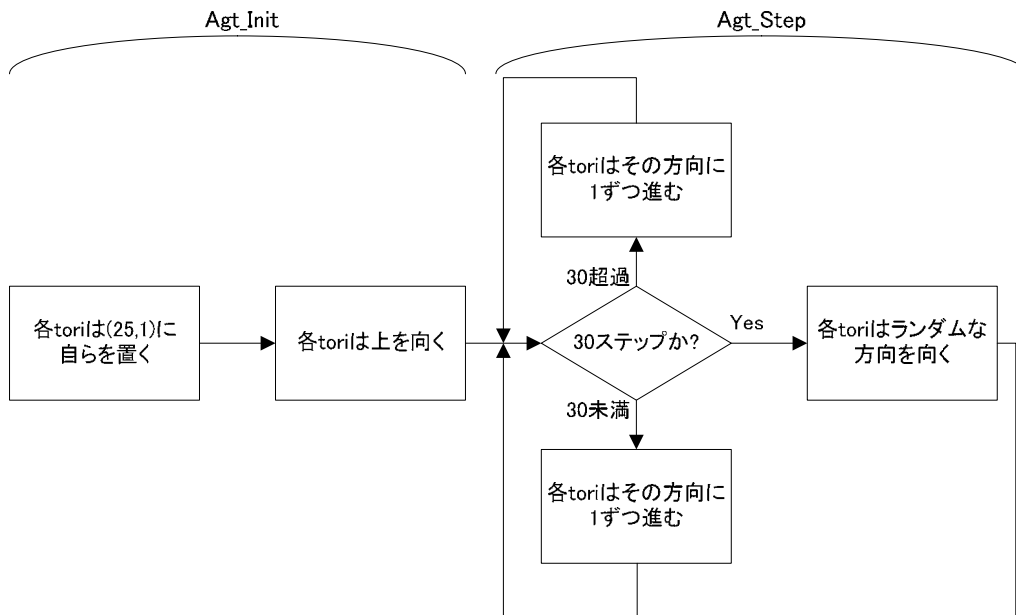 Agt_Init
Agt_Step
各toriはその方向に
1ずつ進む
30超過
各toriは(25,1)に
自らを置く
各toriは上を向く
30ステップか?
Yes
各toriはランダムな
方向を向く
30未満
各toriはその方向に
1ずつ進む